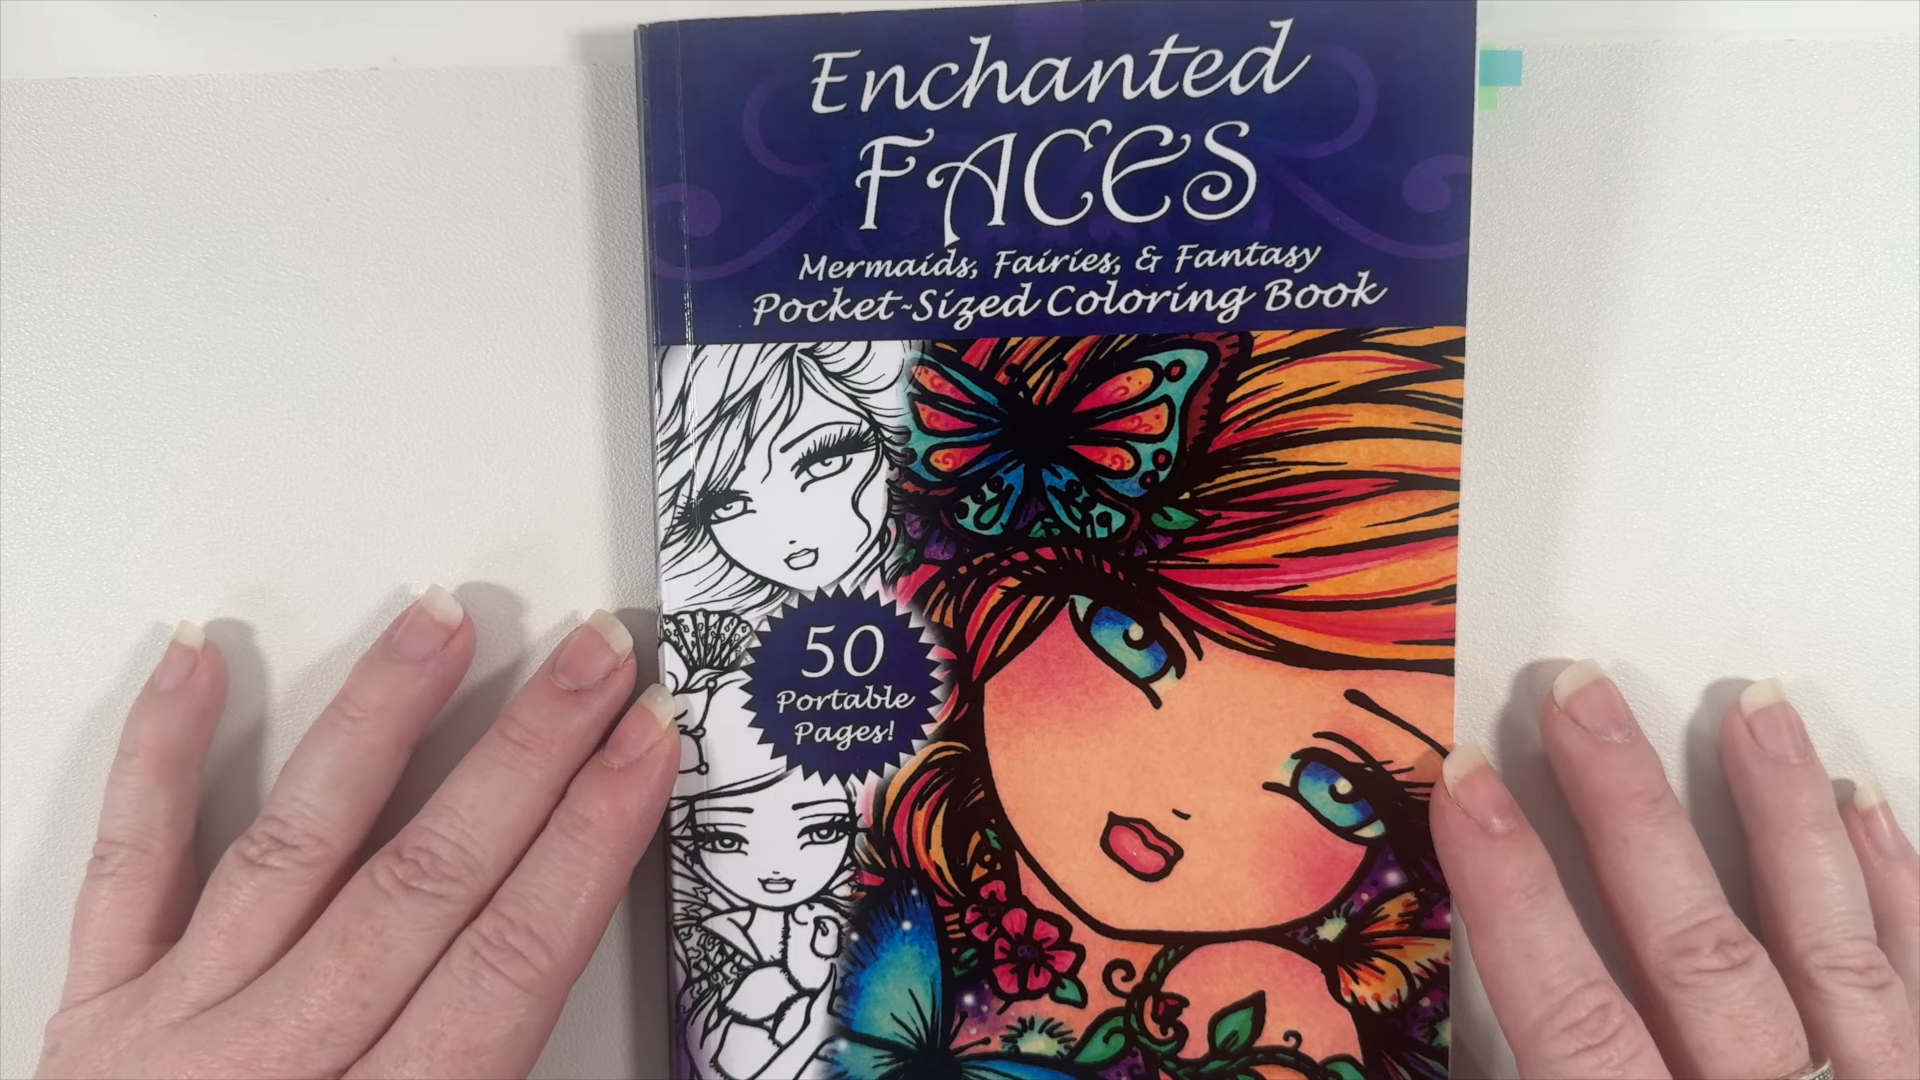 Enchanted
FACES
Mermaids, Fairies, & Fantasy
Pocket-Sized Coloring Book
50
Portable
Pages!